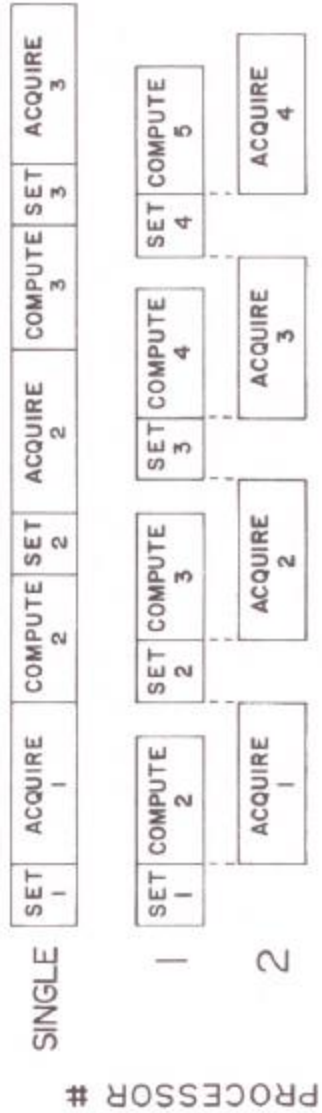 SINGLE
SET
1
ACQUIRE
1
COMPUTE
2
SET
2
ACQUIRE
2
COMPUTE
3
SET
3
ACQUIRE
3
PROCESSOR #
1
SET
1
COMPUTE
2
SET
2
COMPUTE
3
SET
3
COMPUTE
4
SET
4
COMPUTE
5
2
ACQUIRE
1
ACQUIRE
2
ACQUIRE
3
ACQUIRE
4